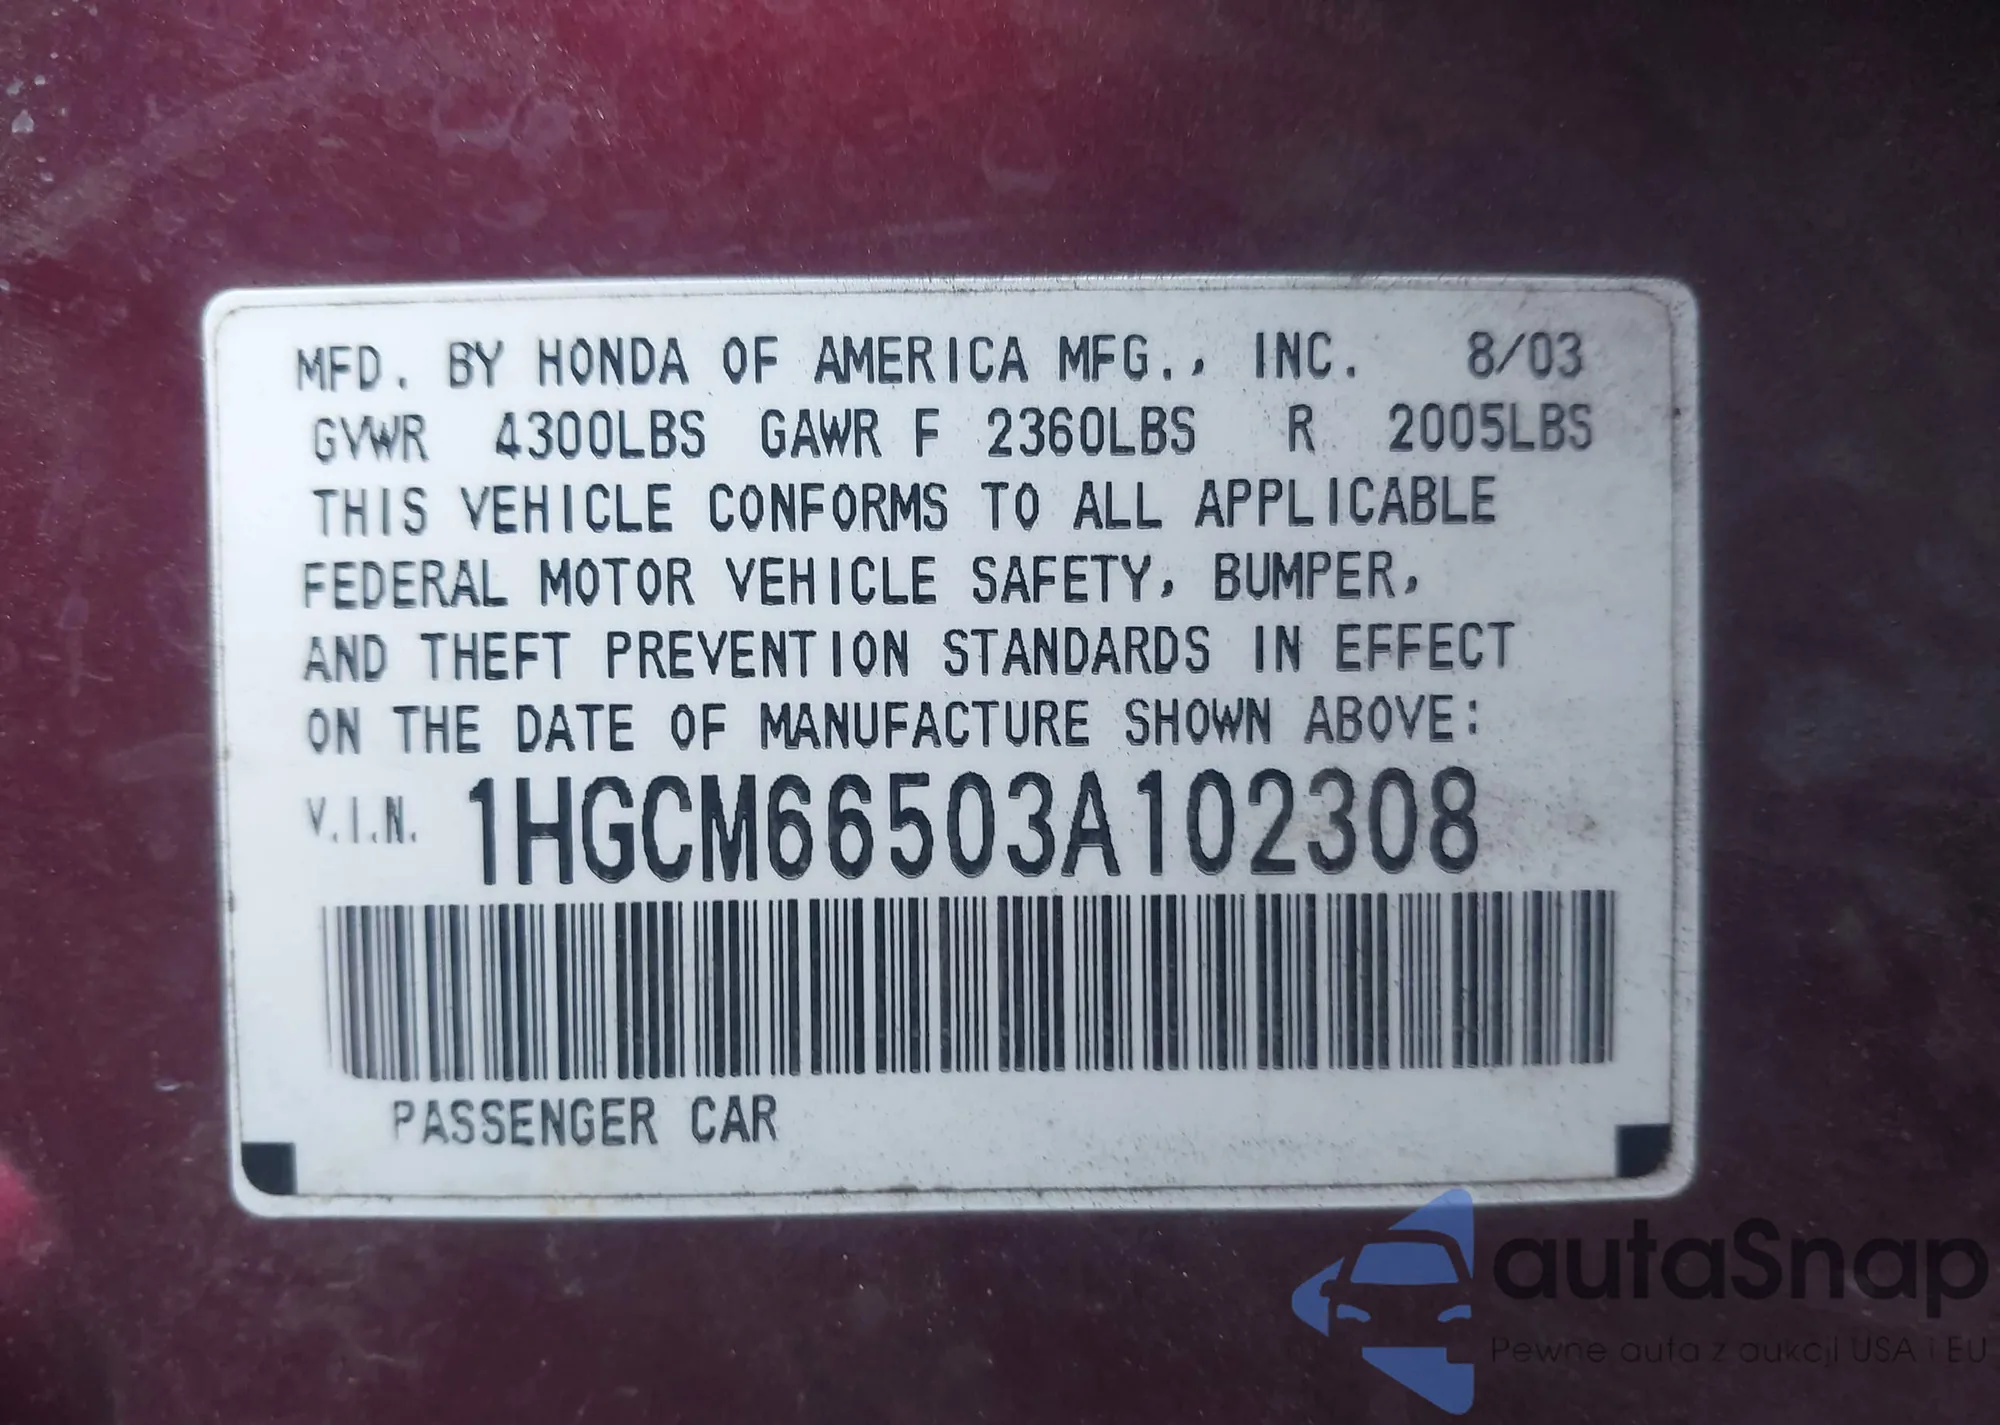 MFD. BY HONDA OF AMERICA MFG., INC. 8/03
GVWR 4300LBS GAWR F 2360LBS R 2005LBS
THIS VEHICLE CONFORMS TO ALL APPLICABLE
FEDERAL MOTOR VEHICLE SAFETY, BUMPER,
AND THEFT PREVENTION STANDARDS IN EFFECT
ON THE DATE OF MANUFACTURE SHOWN ABOVE:
V.I.N. 1HGCM66503A102308
PASSENGER CAR
autaSnap
Pewne auta z aukcji USA i EU